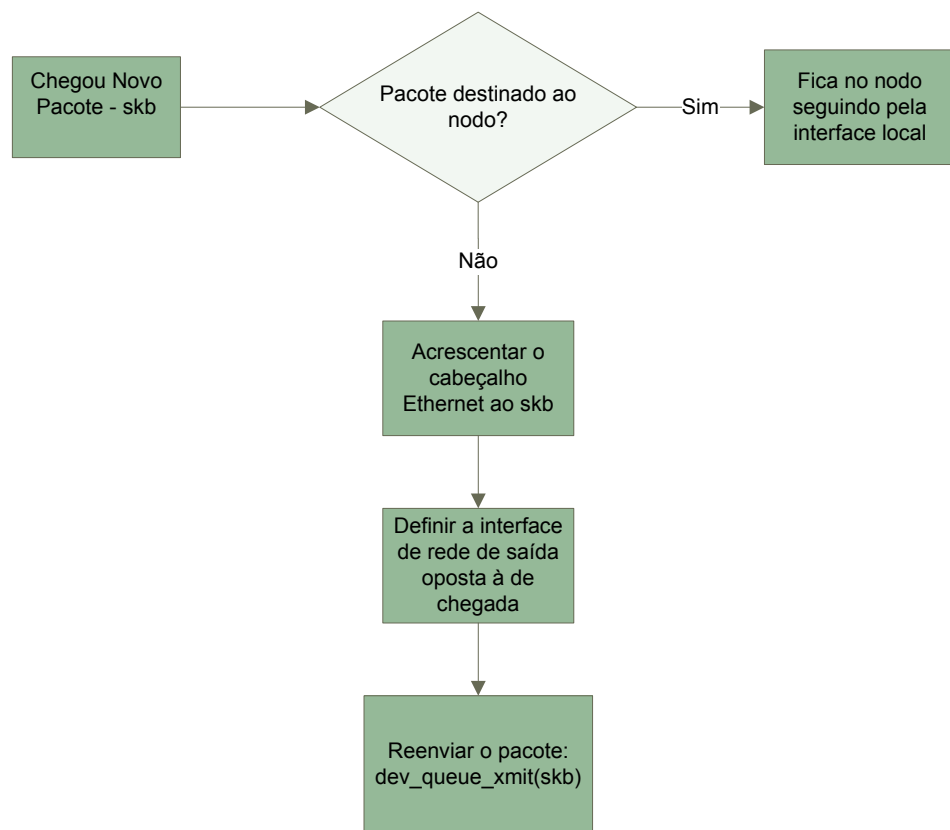 Chegou Novo
Pacote - skb
Pacote destinado ao
nodo?
Sim
Fica no nodo
seguindo pela
interface local
Não
Acrescentar o
cabeçalho
Ethernet ao skb
Definir a interface
de rede de saída
oposta à de
chegada
Reenviar o pacote:
dev_queue_xmit(skb)